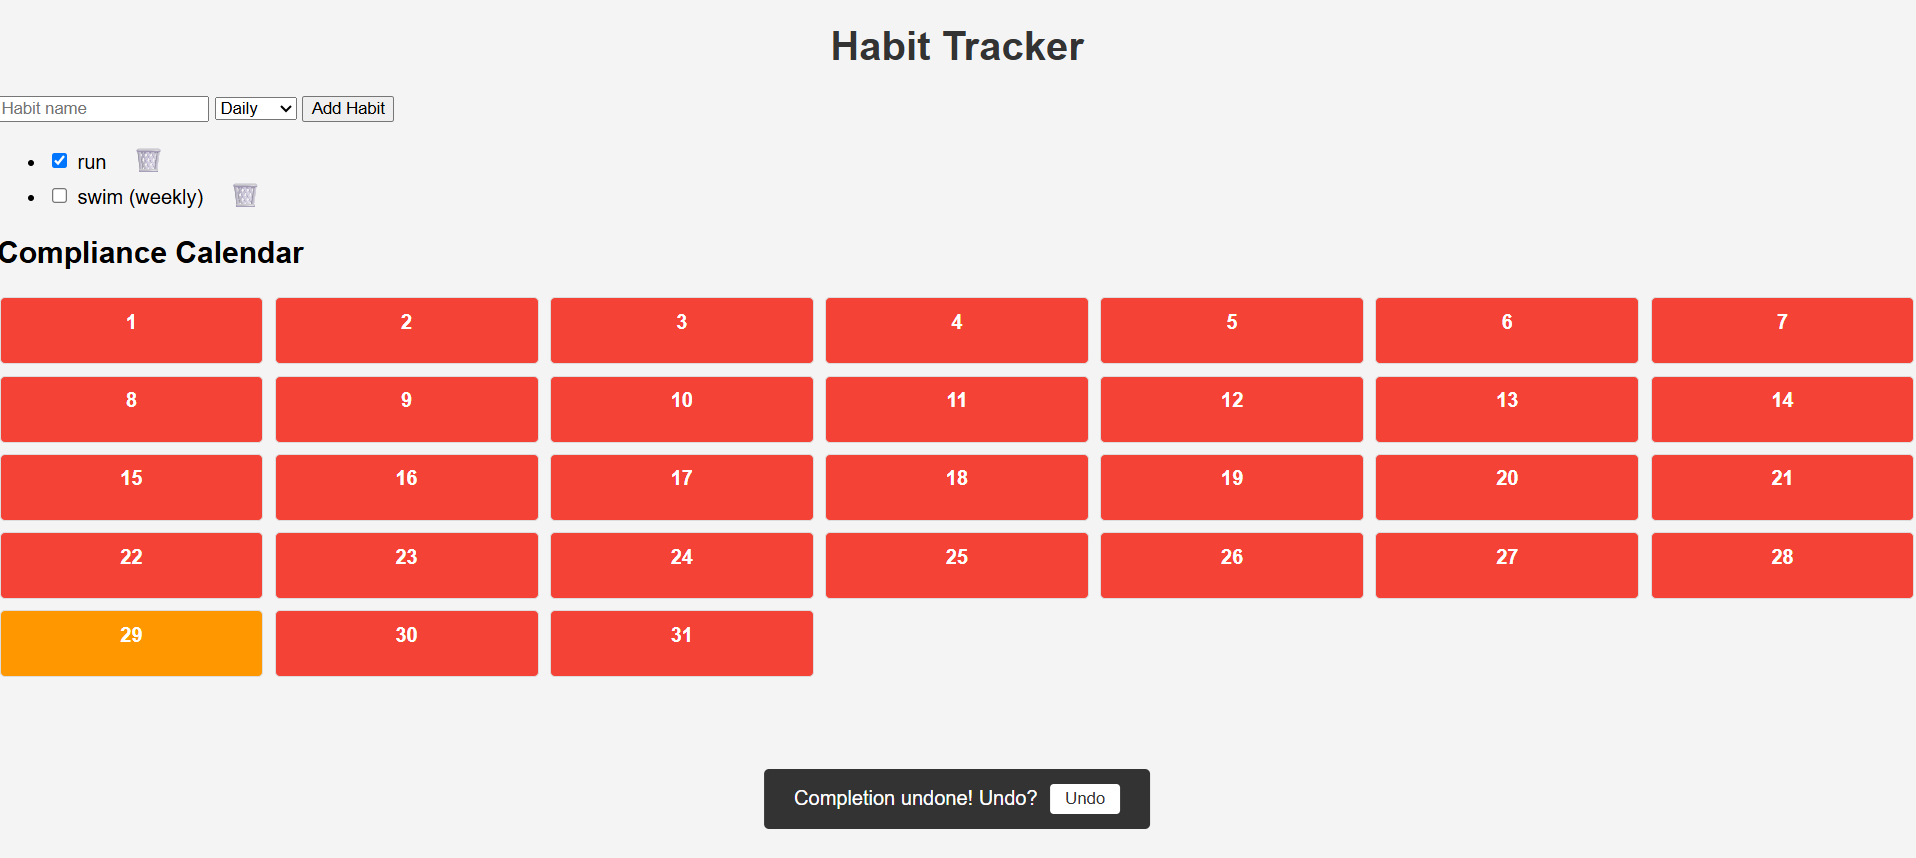 Habit Tracker
Habit name Daily Add Habit
run
swim (weekly)
Compliance Calendar
1 2 3 4 5 6 7
8 9 10 11 12 13 14
15 16 17 18 19 20 21
22 23 24 25 26 27 28
29 30 31
Completion undone! Undo? Undo